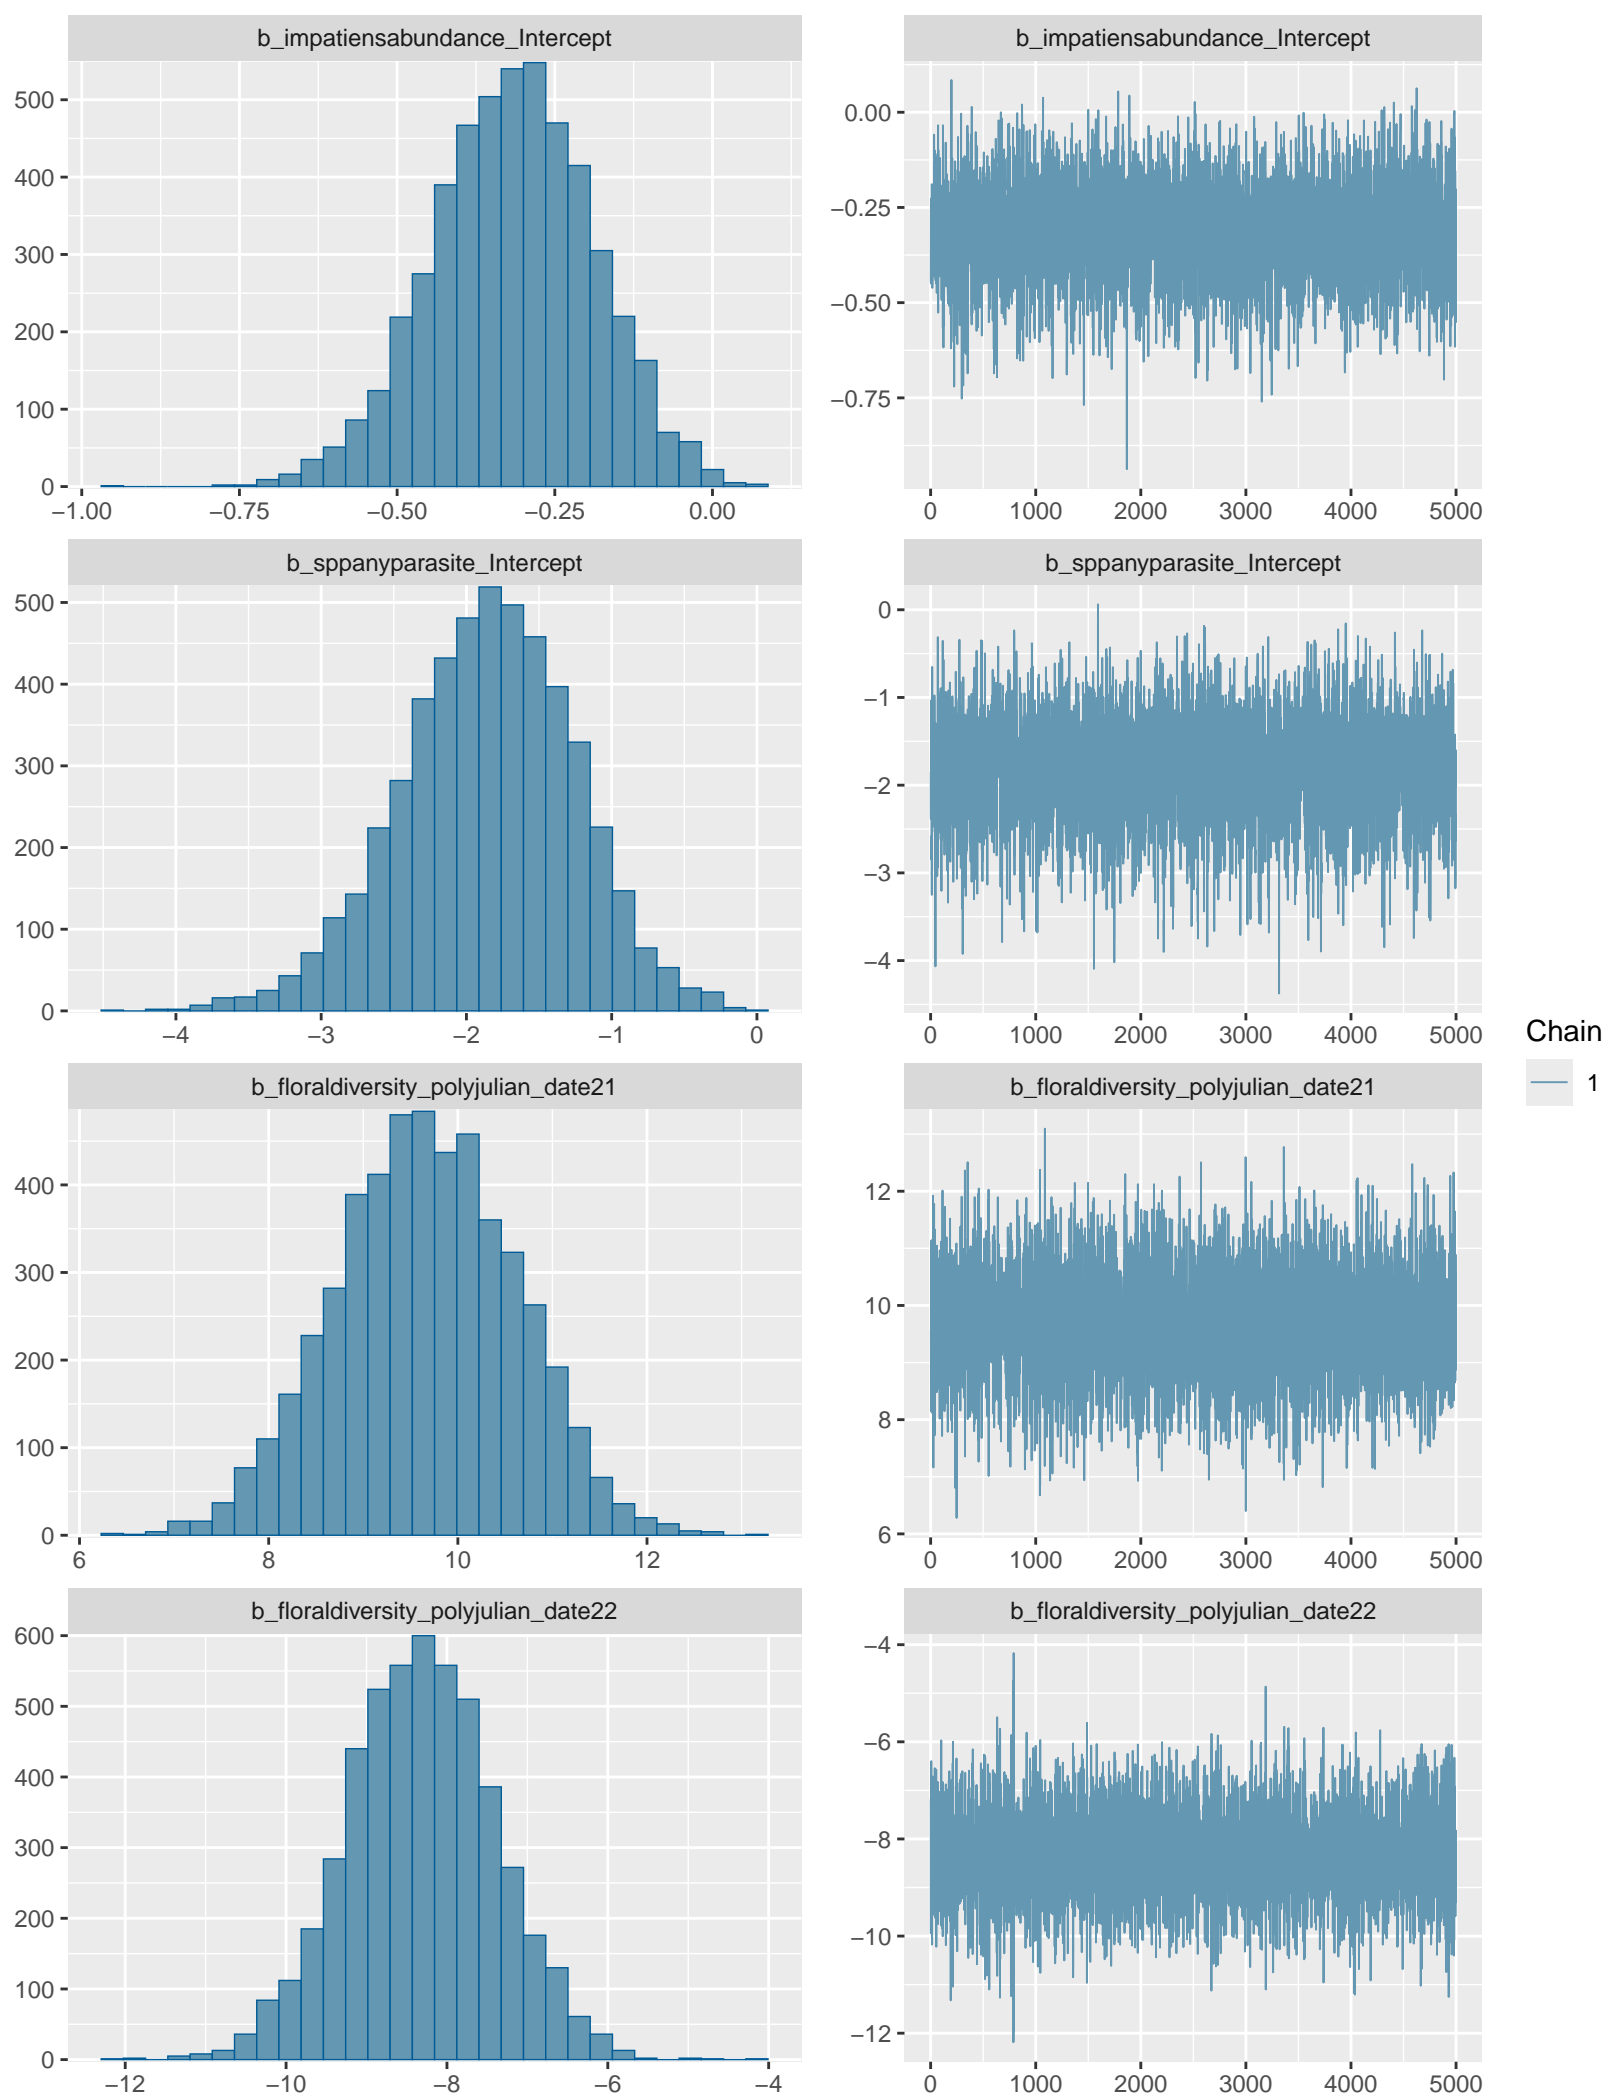 b_impatiensabundance_Intercept
500
400
300
200
100
0
−1.00 −0.75 −0.50 −0.25 0.00
b_impatiensabundance_Intercept
0.00
−0.25
−0.50
−0.75
0 1000 2000 3000 4000 5000
b_sppanyparasite_Intercept
500
400
300
200
100
0
−4 −3 −2 −1 0
b_sppanyparasite_Intercept
0
−1
−2
−3
−4
0 1000 2000 3000 4000 5000
b_floraldiversity_polyjulian_date21
400
300
200
100
0
6 8 10 12
b_floraldiversity_polyjulian_date21
12
10
8
6
0 1000 2000 3000 4000 5000
b_floraldiversity_polyjulian_date22
600
500
400
300
200
100
0
−12 −10 −8 −6 −4
b_floraldiversity_polyjulian_date22
−4
−6
−8
−10
−12
0 1000 2000 3000 4000 5000
Chain
1